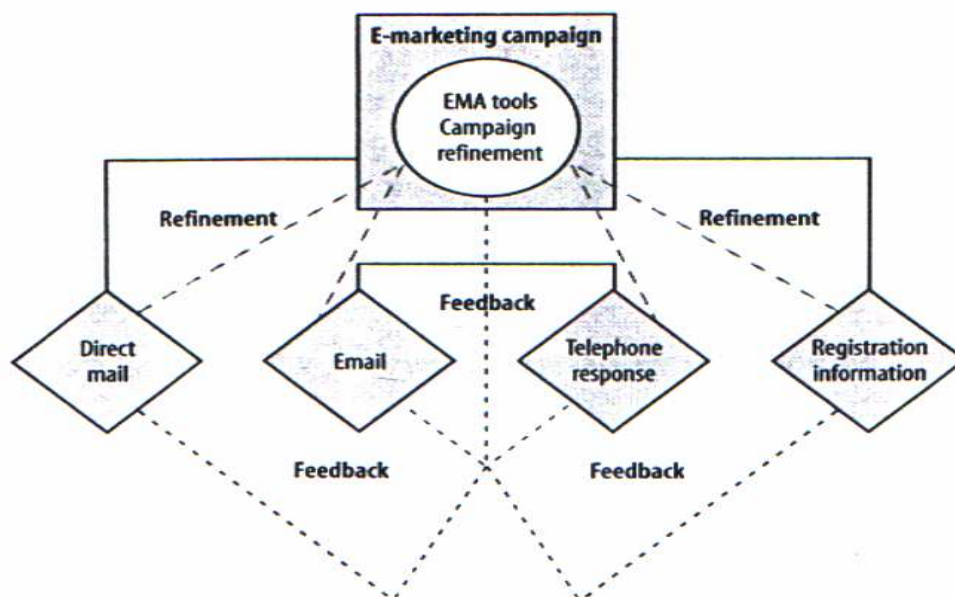 E-marketing campaign
EMA tools
Campaign
refinement
Refinement
Refinement
Feedback
Direct
mail
Email
Telephone
response
Registration
information
Feedback
Feedback